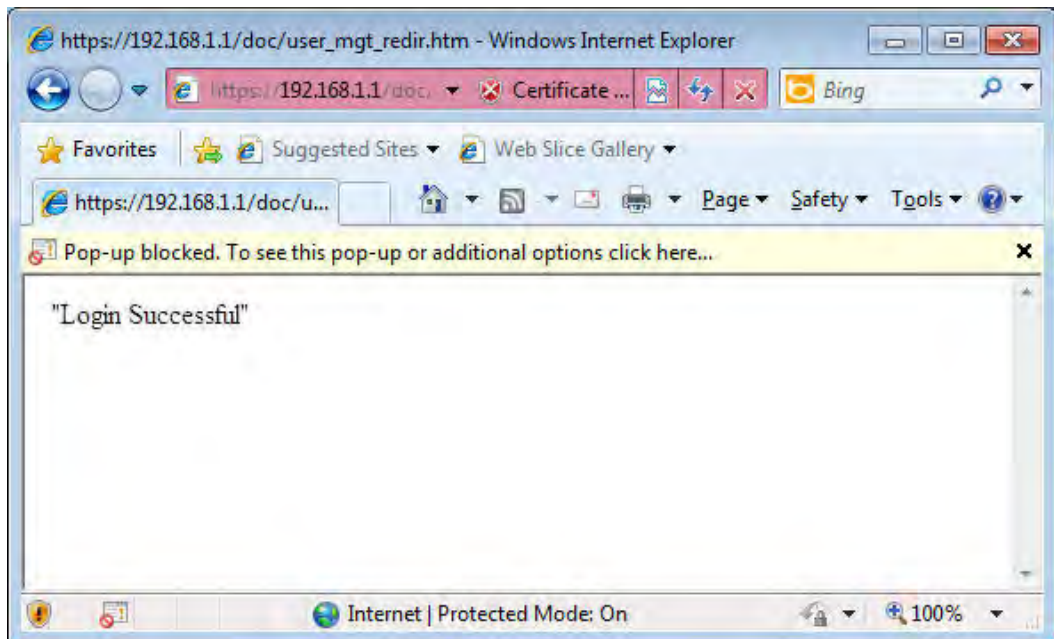 https://192.168.1.1/doc/user_mgt_redir.htm - Windows Internet Explorer
https://192.168.1.1/doc, Certificate ... Bing
Favorites Suggested Sites Web Slice Gallery
https://192.168.1.1/doc/u... Page Safety Tools
Pop-up blocked. To see this pop-up or additional options click here...
"Login Successful"
Internet | Protected Mode: On 100%